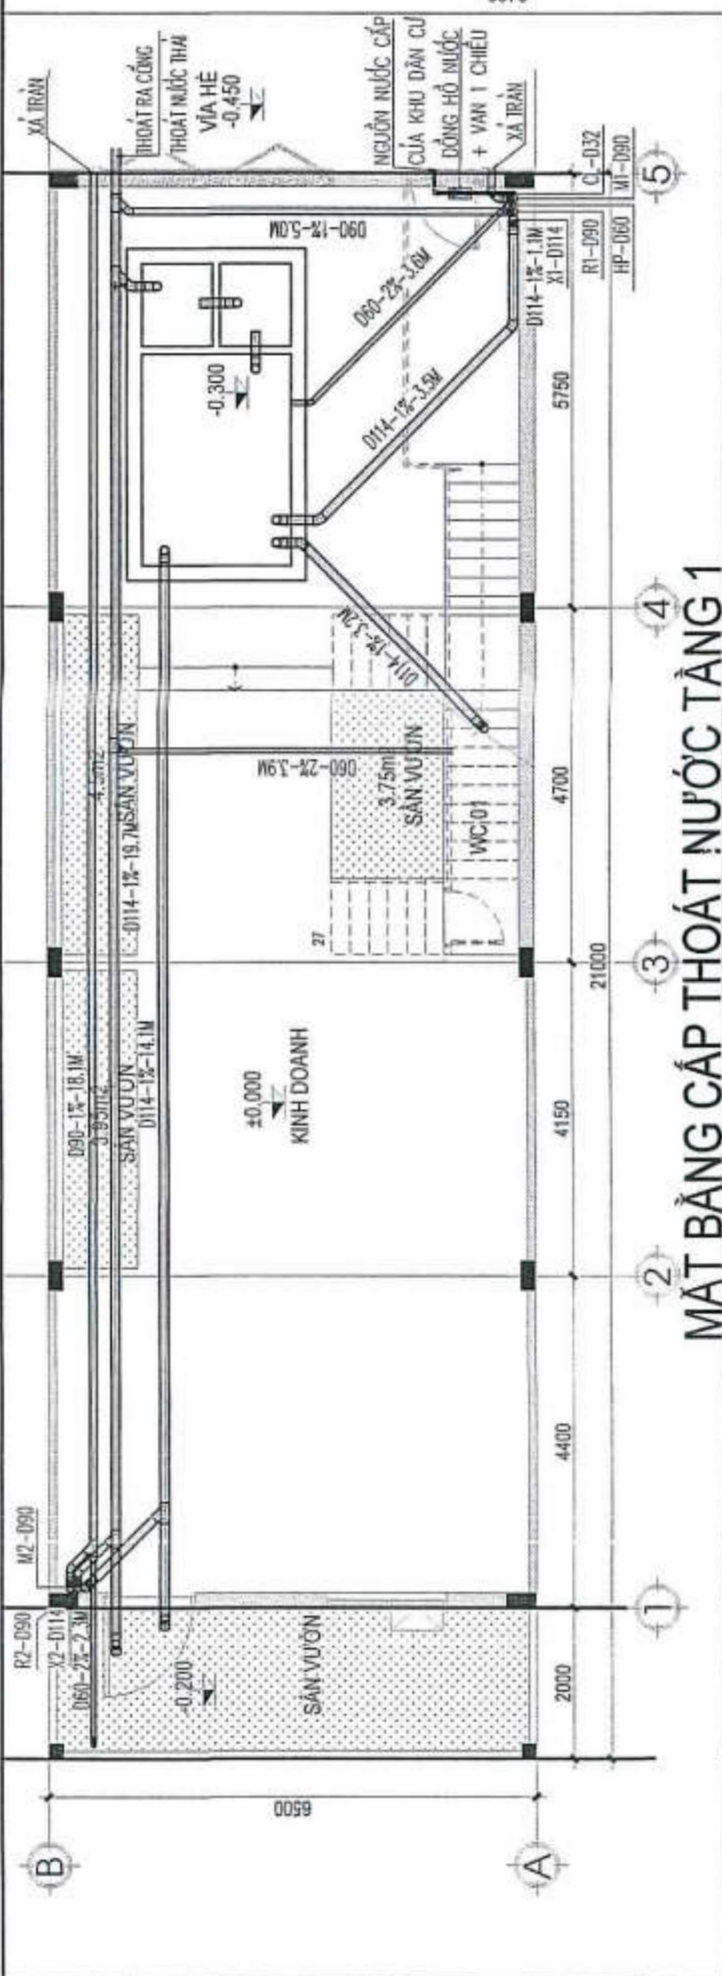 XẢ TRÀN
THOÁT RA CỐNG
THOÁT NƯỚC THẢI
VỈA HÈ
-0,450
NGUỒN NƯỚC CẤP
CỦA KHU DÂN CƯ
ĐỒNG HỒ NƯỚC
+ VAN 1 CHIỀU
XẢ TRÀN
D90-1%-5.0M
D60-2%-3.6M
D114-1%-3.5M
D114-1%-1.1M
X1-D114
R1-D90
HP-D60
CL-D32
M1-D90
-0.300
D114-1%-3.2M
D60-2%-3.9M
SÂN VƯỜN
D114-1%-19.7M
3.75m2
SÂN VƯỜN
WC 01
27
D90-1%-18.1M
3.95m2
SÂN VƯỜN
D114-1%-14.1M
±0,000
KINH DOANH
M2-D90
R2-D90
X2-D114
D60-2%-2.3M
-0.200
SÂN VƯỜN
2000
4400
4150
4700
5750
21000
6500
B
A
1
2
3
4
5
MẶT BẰNG CẤP THOÁT NƯỚC TẦNG 1